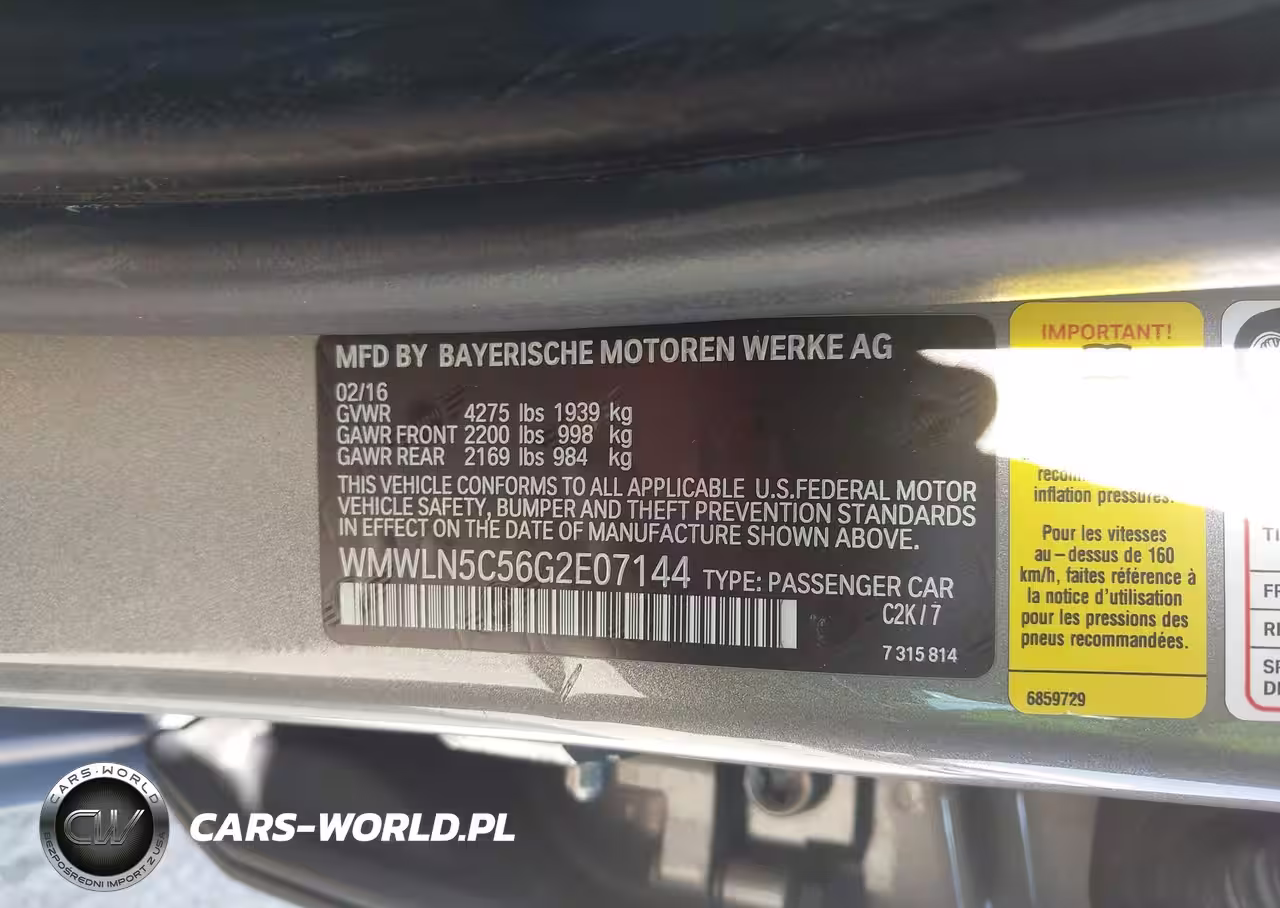 MFD BY BAYERISCHE MOTOREN WERKE AG
02/16
GVWR 4275 lbs 1939 kg
GAWR FRONT 2200 lbs 998 kg
GAWR REAR 2169 lbs 984 kg
THIS VEHICLE CONFORMS TO ALL APPLICABLE U.S.FEDERAL MOTOR
VEHICLE SAFETY, BUMPER AND THEFT PREVENTION STANDARDS
IN EFFECT ON THE DATE OF MANUFACTURE SHOWN ABOVE.
WMWLN5C56G2E07144 TYPE: PASSENGER CAR
C2K/7
7 315 814
IMPORTANT!
inflation pressures.
Pour les vitesses
au-dessus de 160
km/h, faites référence à
la notice d'utilisation
pour les pressions des
pneus recommandées.
6859729
CARS·WORLD
CW
BEZPOŚREDNI IMPORT Z USA
CARS-WORLD.PL